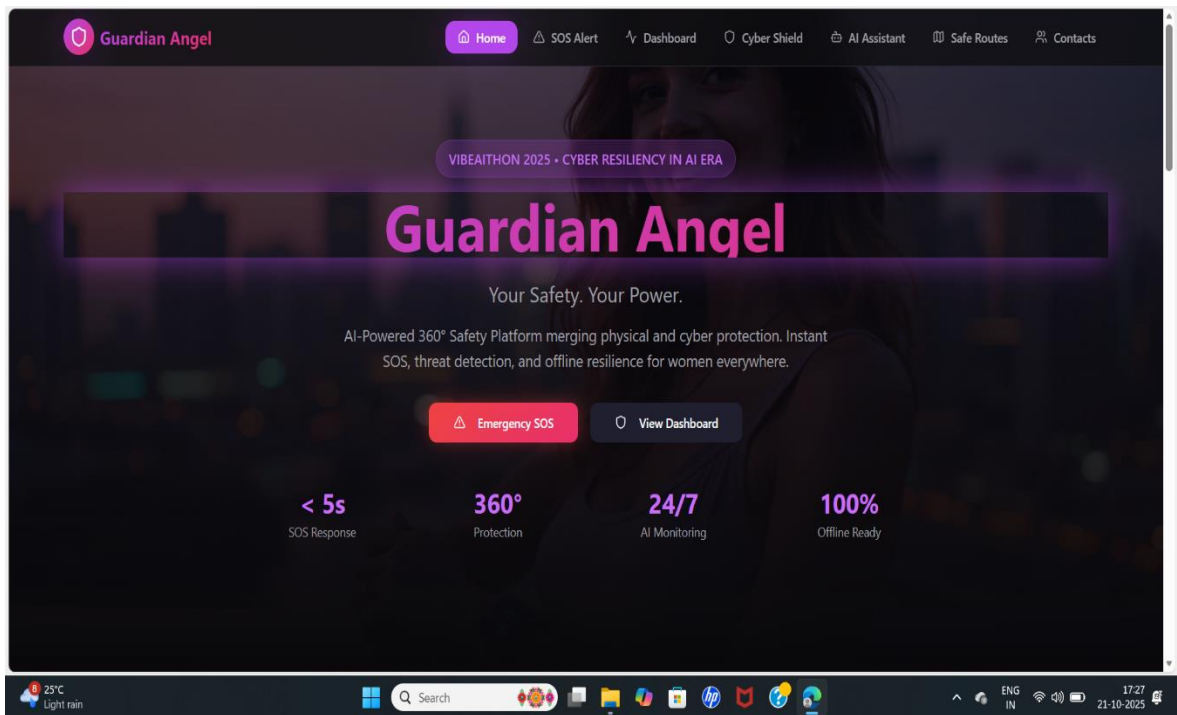 Guardian Angel
Home
SOS Alert
Dashboard
Cyber Shield
AI Assistant
Safe Routes
Contacts
VIBEAITHON 2025 • CYBER RESILIENCY IN AI ERA
Guardian Angel
Your Safety. Your Power.
AI-Powered 360° Safety Platform merging physical and cyber protection. Instant
SOS, threat detection, and offline resilience for women everywhere.
Emergency SOS
View Dashboard
< 5s
SOS Response
360°
Protection
24/7
AI Monitoring
100%
Offline Ready
8
25°C
Light rain
Search
hp
ENG
IN
17:27
21-10-2025